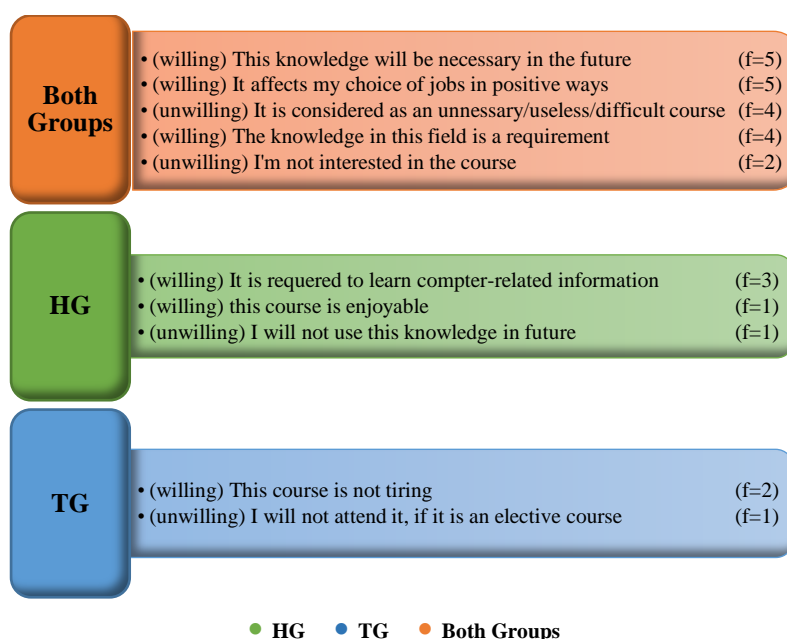 Both Groups
• (willing) This knowledge will be necessary in the future (f=5)
• (willing) It affects my choice of jobs in positive ways (f=5)
• (unwilling) It is considered as an unnessary/useless/difficult course (f=4)
• (willing) The knowledge in this field is a requirement (f=4)
• (unwilling) I'm not interested in the course (f=2)
HG
• (willing) It is requered to learn compter-related information (f=3)
• (willing) this course is enjoyable (f=1)
• (unwilling) I will not use this knowledge in future (f=1)
TG
• (willing) This course is not tiring (f=2)
• (unwilling) I will not attend it, if it is an elective course (f=1)
• HG • TG • Both Groups